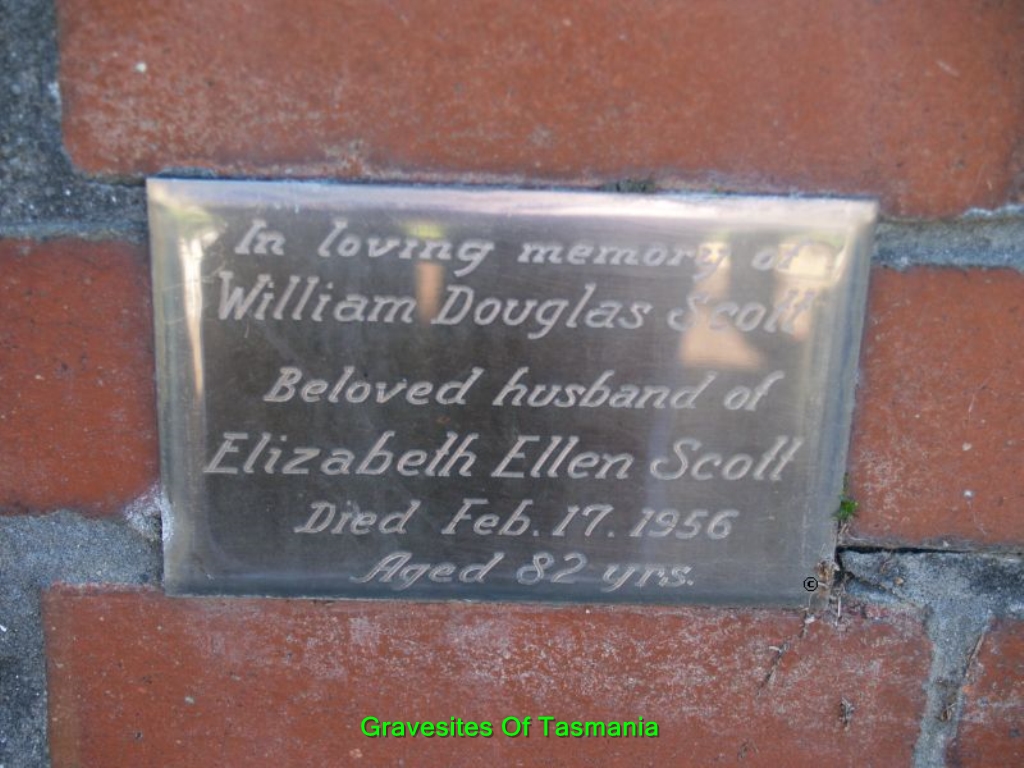 In loving memory of
William Douglas Scott
Beloved husband of
Elizabeth Ellen Scott
Died Feb. 17. 1956
Aged 82 yrs.
©
Gravesites Of Tasmania